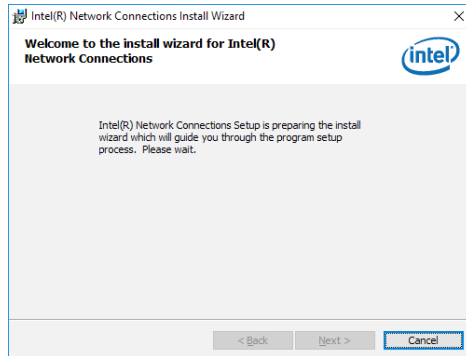 Intel(R) Network Connections Install Wizard
Welcome to the install wizard for Intel(R)
Network Connections
intel
Intel(R) Network Connections Setup is preparing the install
wizard which will guide you through the program setup
process. Please wait.
< Back
Next >
Cancel